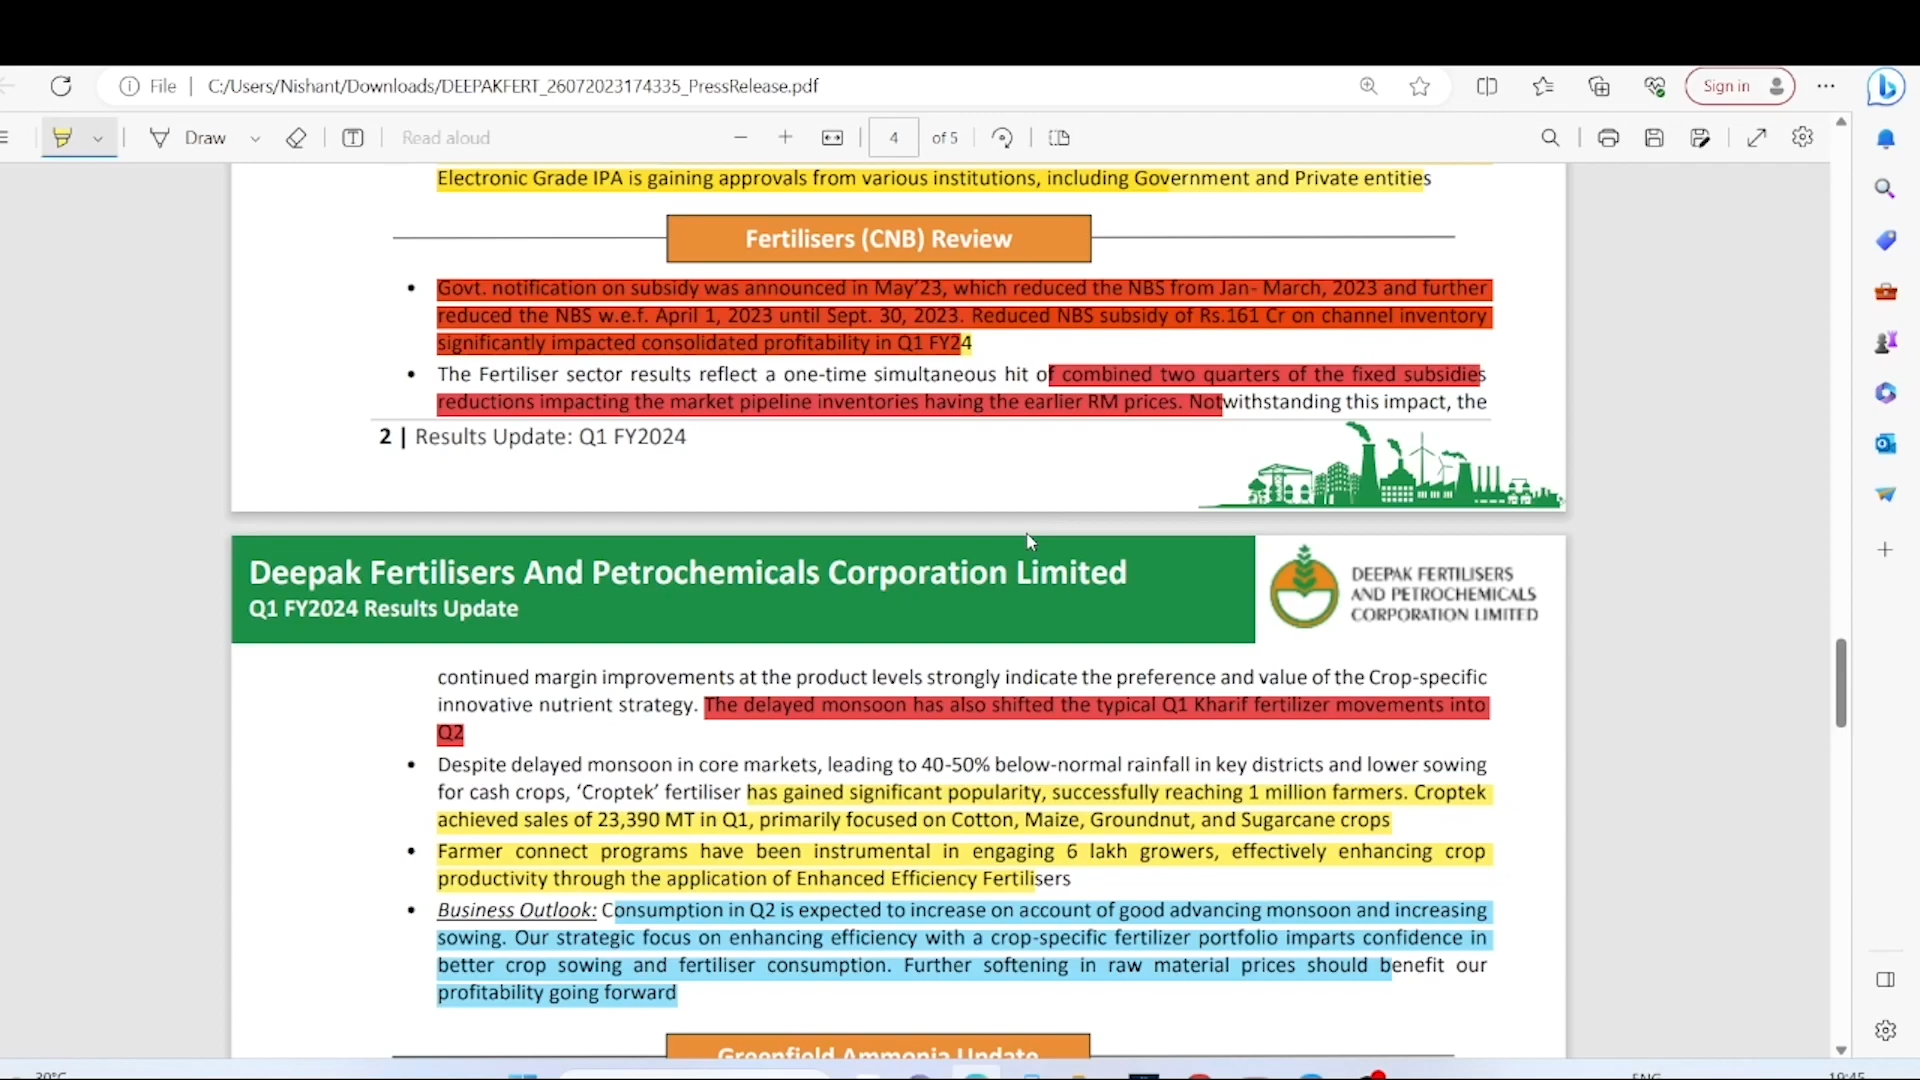 File
C:/Users/Nishant/Downloads/DEEPAKFERT_26072023174335_PressRelease.pdf
Sign in
Draw
Read aloud
4
of 5
Electronic Grade IPA is gaining approvals from various institutions, including Government and Private entities
Fertilisers (CNB) Review
• Govt. notification on subsidy was announced in May'23, which reduced the NBS from Jan- March, 2023 and further
reduced the NBS w.e.f. April 1, 2023 until Sept. 30, 2023. Reduced NBS subsidy of Rs.161 Cr on channel inventory
significantly impacted consolidated profitability in Q1 FY24
• The Fertiliser sector results reflect a one-time simultaneous hit of combined two quarters of the fixed subsidies
reductions impacting the market pipeline inventories having the earlier RM prices. Notwithstanding this impact, the
2 | Results Update: Q1 FY2024
Deepak Fertilisers And Petrochemicals Corporation Limited
Q1 FY2024 Results Update
DEEPAK FERTILISERS
AND PETROCHEMICALS
CORPORATION LIMITED
continued margin improvements at the product levels strongly indicate the preference and value of the Crop-specific
innovative nutrient strategy. The delayed monsoon has also shifted the typical Q1 Kharif fertilizer movements into
Q2
• Despite delayed monsoon in core markets, leading to 40-50% below-normal rainfall in key districts and lower sowing
for cash crops, ‘Croptek’ fertiliser has gained significant popularity, successfully reaching 1 million farmers. Croptek
achieved sales of 23,390 MT in Q1, primarily focused on Cotton, Maize, Groundnut, and Sugarcane crops
• Farmer connect programs have been instrumental in engaging 6 lakh growers, effectively enhancing crop
productivity through the application of Enhanced Efficiency Fertilisers
• Business Outlook: Consumption in Q2 is expected to increase on account of good advancing monsoon and increasing
sowing. Our strategic focus on enhancing efficiency with a crop-specific fertilizer portfolio imparts confidence in
better crop sowing and fertiliser consumption. Further softening in raw material prices should benefit our
profitability going forward
Greenfield Ammonia Update
30°C
ENG
19:45